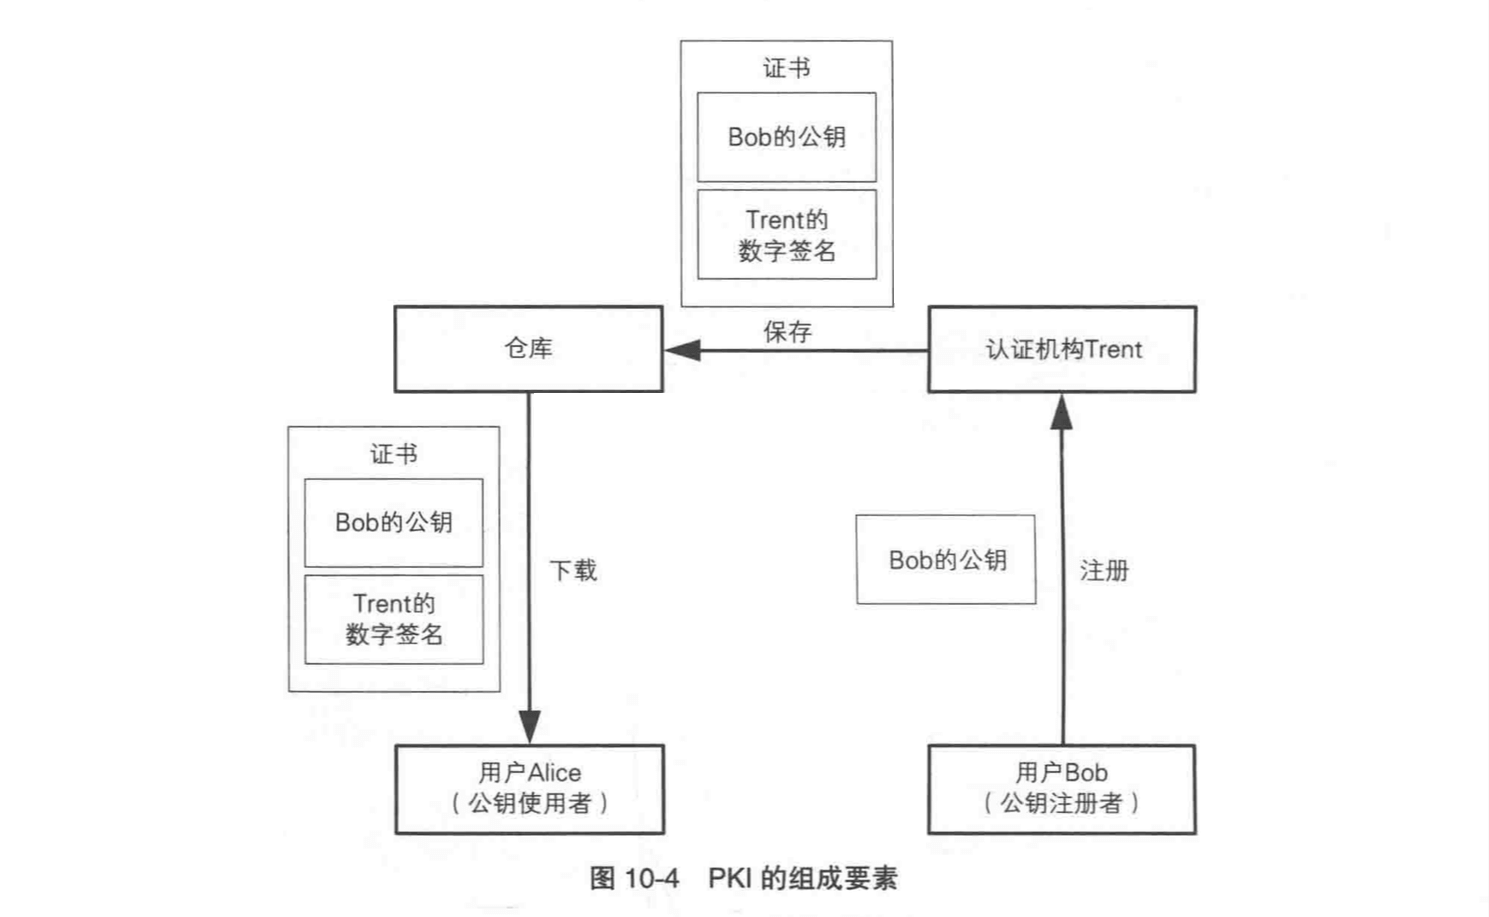 证书
Bob的公钥
Trent的
数字签名
仓库
保存
认证机构Trent
证书
Bob的公钥
Trent的
数字签名
下载
Bob的公钥
注册
用户Alice
（公钥使用者）
用户Bob
（公钥注册者）
图 10-4 PKI 的组成要素